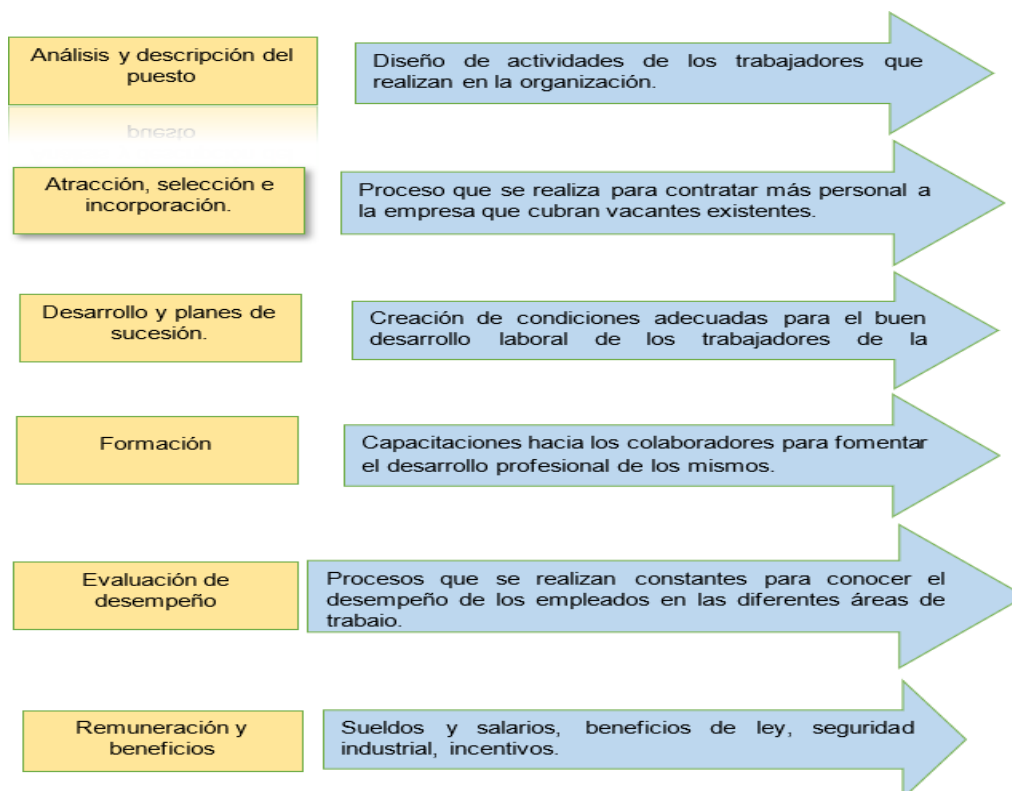 Análisis y descripción del
puesto
Diseño de actividades de los trabajadores que
realizan en la organización.
Atracción, selección e
incorporación.
Proceso que se realiza para contratar más personal a
la empresa que cubran vacantes existentes.
Desarrollo y planes de
sucesión.
Creación de condiciones adecuadas para el buen
desarrollo laboral de los trabajadores de la
Formación
Capacitaciones hacia los colaboradores para fomentar
el desarrollo profesional de los mismos.
Evaluación de
desempeño
Procesos que se realizan constantes para conocer el
desempeño de los empleados en las diferentes áreas de
trabajo.
Remuneración y
beneficios
Sueldos y salarios, beneficios de ley, seguridad
industrial, incentivos.